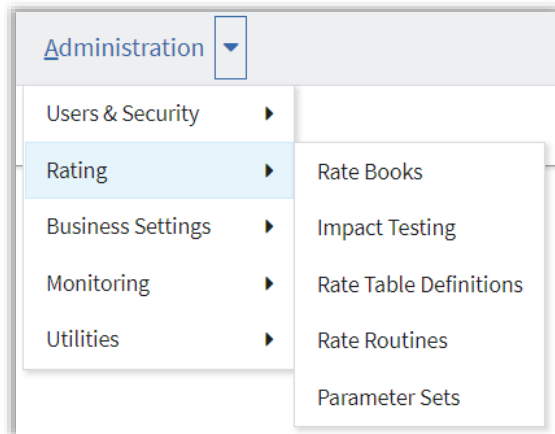 Administration
Users & Security
Rating
Business Settings
Monitoring
Utilities
Rate Books
Impact Testing
Rate Table Definitions
Rate Routines
Parameter Sets